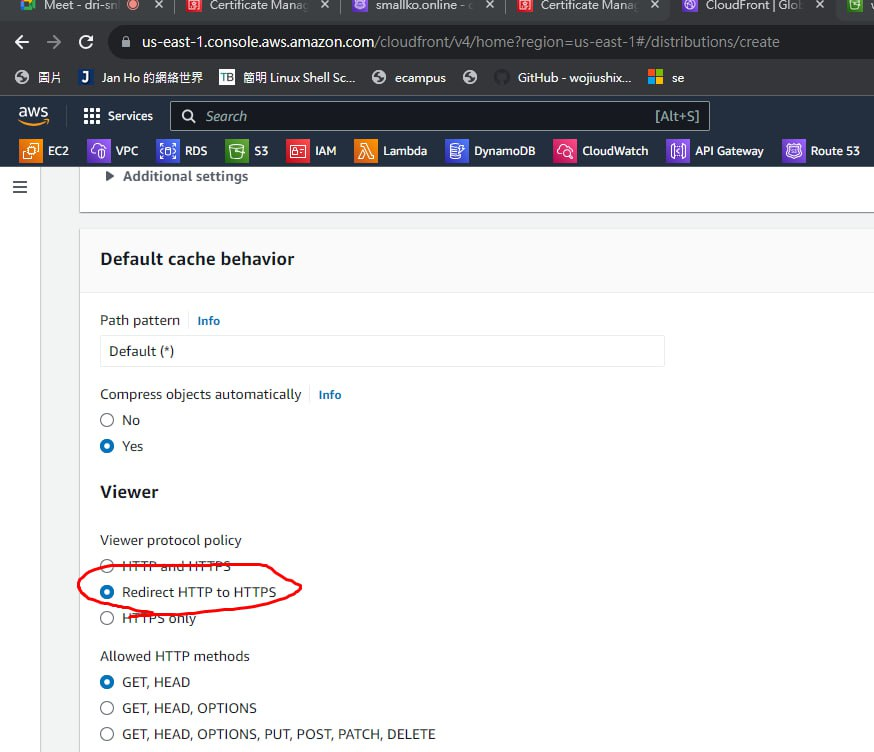 Meet - dri-snl
Certificate Mana
smallko.online -
Certificate Mana
CloudFront | Glob
us-east-1.console.aws.amazon.com/cloudfront/v4/home?region=us-east-1#/distributions/create
圖片 Jan Ho 的網絡世界 TB 簡明 Linux Shell Sc... ecampus GitHub - wojiushix... se
aws Services Search [Alt+S]
EC2 VPC RDS S3 IAM Lambda DynamoDB CloudWatch API Gateway Route 53
Additional settings
Default cache behavior
Path pattern Info
Default (*)
Compress objects automatically Info
No
Yes
Viewer
Viewer protocol policy
HTTP and HTTPS
Redirect HTTP to HTTPS
HTTPS only
Allowed HTTP methods
GET, HEAD
GET, HEAD, OPTIONS
GET, HEAD, OPTIONS, PUT, POST, PATCH, DELETE